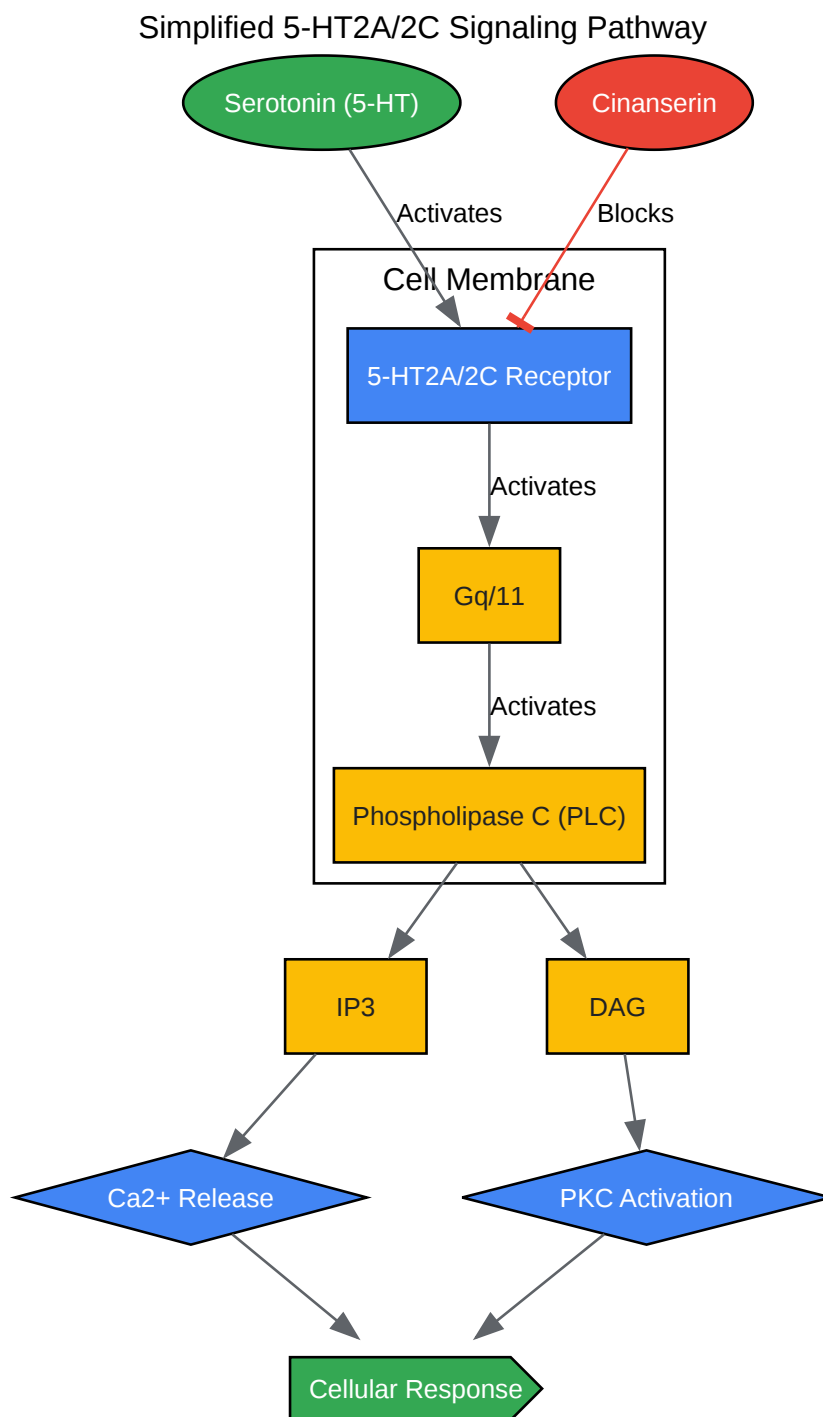 Simplified 5-HT2A/2C Signaling Pathway
Serotonin (5-HT)
Cinanserin
Activates
Blocks
Cell Membrane
5-HT2A/2C Receptor
Activates
Gq/11
Activates
Phospholipase C (PLC)
IP3
DAG
Ca2+ Release
PKC Activation
Cellular Response